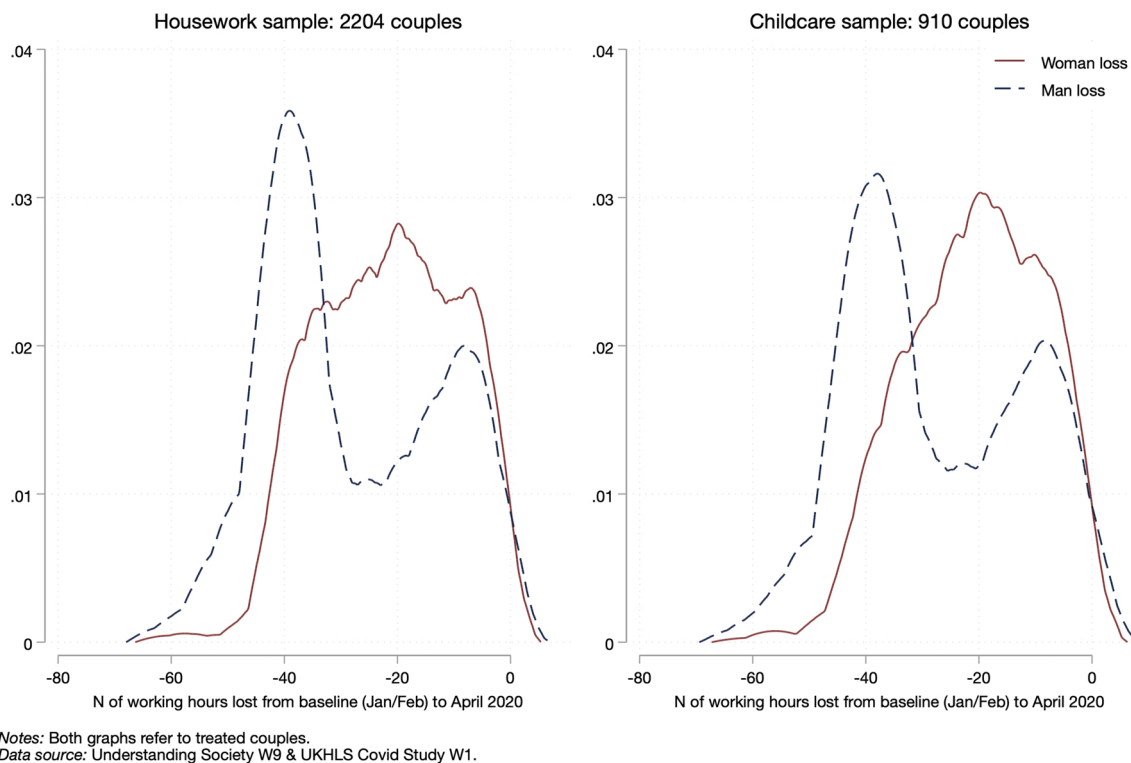 Housework sample: 2204 couples
.04
.03
.02
.01
0
-80
-60
-40
-20
0
N of working hours lost from baseline (Jan/Feb) to April 2020
Childcare sample: 910 couples
Woman loss
Man loss
.04
.03
.02
.01
0
-80
-60
-40
-20
0
N of working hours lost from baseline (Jan/Feb) to April 2020
Notes: Both graphs refer to treated couples.
Data source: Understanding Society W9 & UKHLS Covid Study W1.